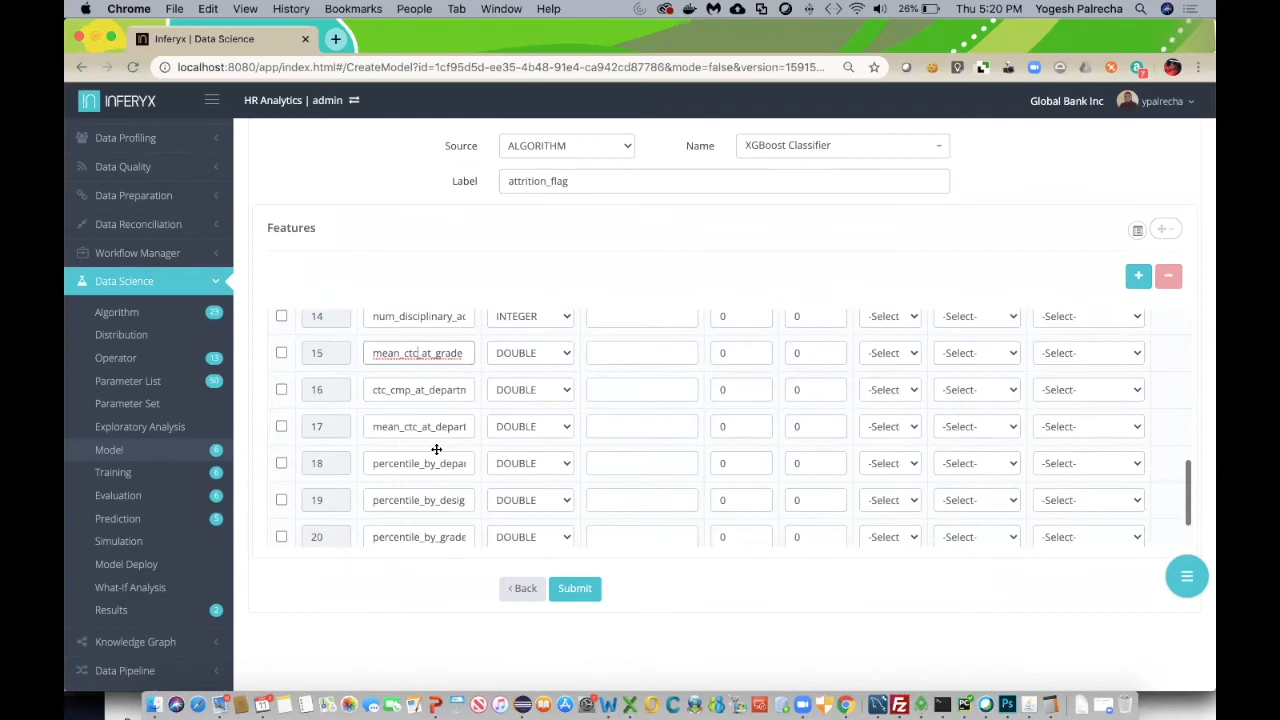 Chrome File Edit View History Bookmarks People Tab Window Help 26% Thu 5:20 PM Yogesh Palrecha
Inferyx | Data Science
localhost:8080/app/index.html#/CreateModel?id=1cf95d5d-ee35-4b48-91e4-ca942cd87786&mode=false&version=15915...
INFERYX HR Analytics | admin Global Bank Inc ypalrecha
Data Profiling
Data Quality
Data Preparation
Data Reconciliation
Workflow Manager
Data Science
Algorithm 23
Distribution
Operator 13
Parameter List 50
Parameter Set
Exploratory Analysis
Model 6
Training 6
Evaluation 6
Prediction 5
Simulation
Model Deploy
What-If Analysis
Results 2
Knowledge Graph
Data Pipeline
Source ALGORITHM Name XGBoost Classifier
Label attrition_flag
Features
14 num_disciplinary_ac INTEGER 0 0 -Select- -Select- -Select-
15 mean_ctc_at_grade DOUBLE 0 0 -Select- -Select- -Select-
16 ctc_cmp_at_departn DOUBLE 0 0 -Select- -Select- -Select-
17 mean_ctc_at_depart DOUBLE 0 0 -Select- -Select- -Select-
18 percentile_by_depar DOUBLE 0 0 -Select- -Select- -Select-
19 percentile_by_desig DOUBLE 0 0 -Select- -Select- -Select-
20 percentile_by_grade DOUBLE 0 0 -Select- -Select- -Select-
Back Submit